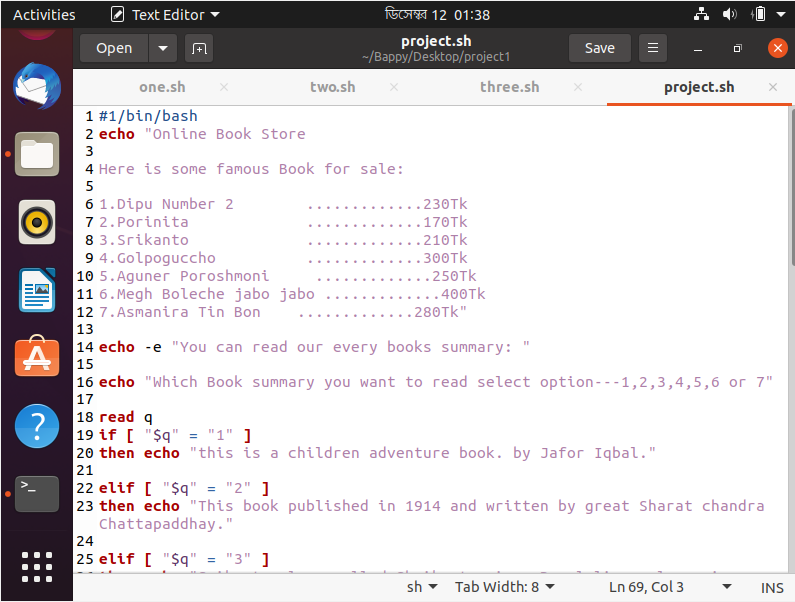 Activities Text Editor ডিসেম্বর 12 01:38
Open Save
project.sh
~/Bappy/Desktop/project1
one.sh two.sh three.sh project.sh
1 #1/bin/bash
2 echo "Online Book Store
3
4 Here is some famous Book for sale:
5
6 1.Dipu Number 2 .............230Tk
7 2.Porinita .............170Tk
8 3.Srikanto .............210Tk
9 4.Golpoguccho .............300Tk
10 5.Aguner Poroshmoni .............250Tk
11 6.Megh Boleche jabo jabo .............400Tk
12 7.Asmanira Tin Bon .............280Tk"
13
14 echo -e "You can read our every books summary: "
15
16 echo "Which Book summary you want to read select option---1,2,3,4,5,6 or 7"
17
18 read q
19 if [ "$q" = "1" ]
20 then echo "this is a children adventure book. by Jafor Iqbal."
21
22 elif [ "$q" = "2" ]
23 then echo "This book published in 1914 and written by great Sharat chandra
Chattapaddhay."
24
25 elif [ "$q" = "3" ]
sh Tab Width: 8 Ln 69, Col 3 INS